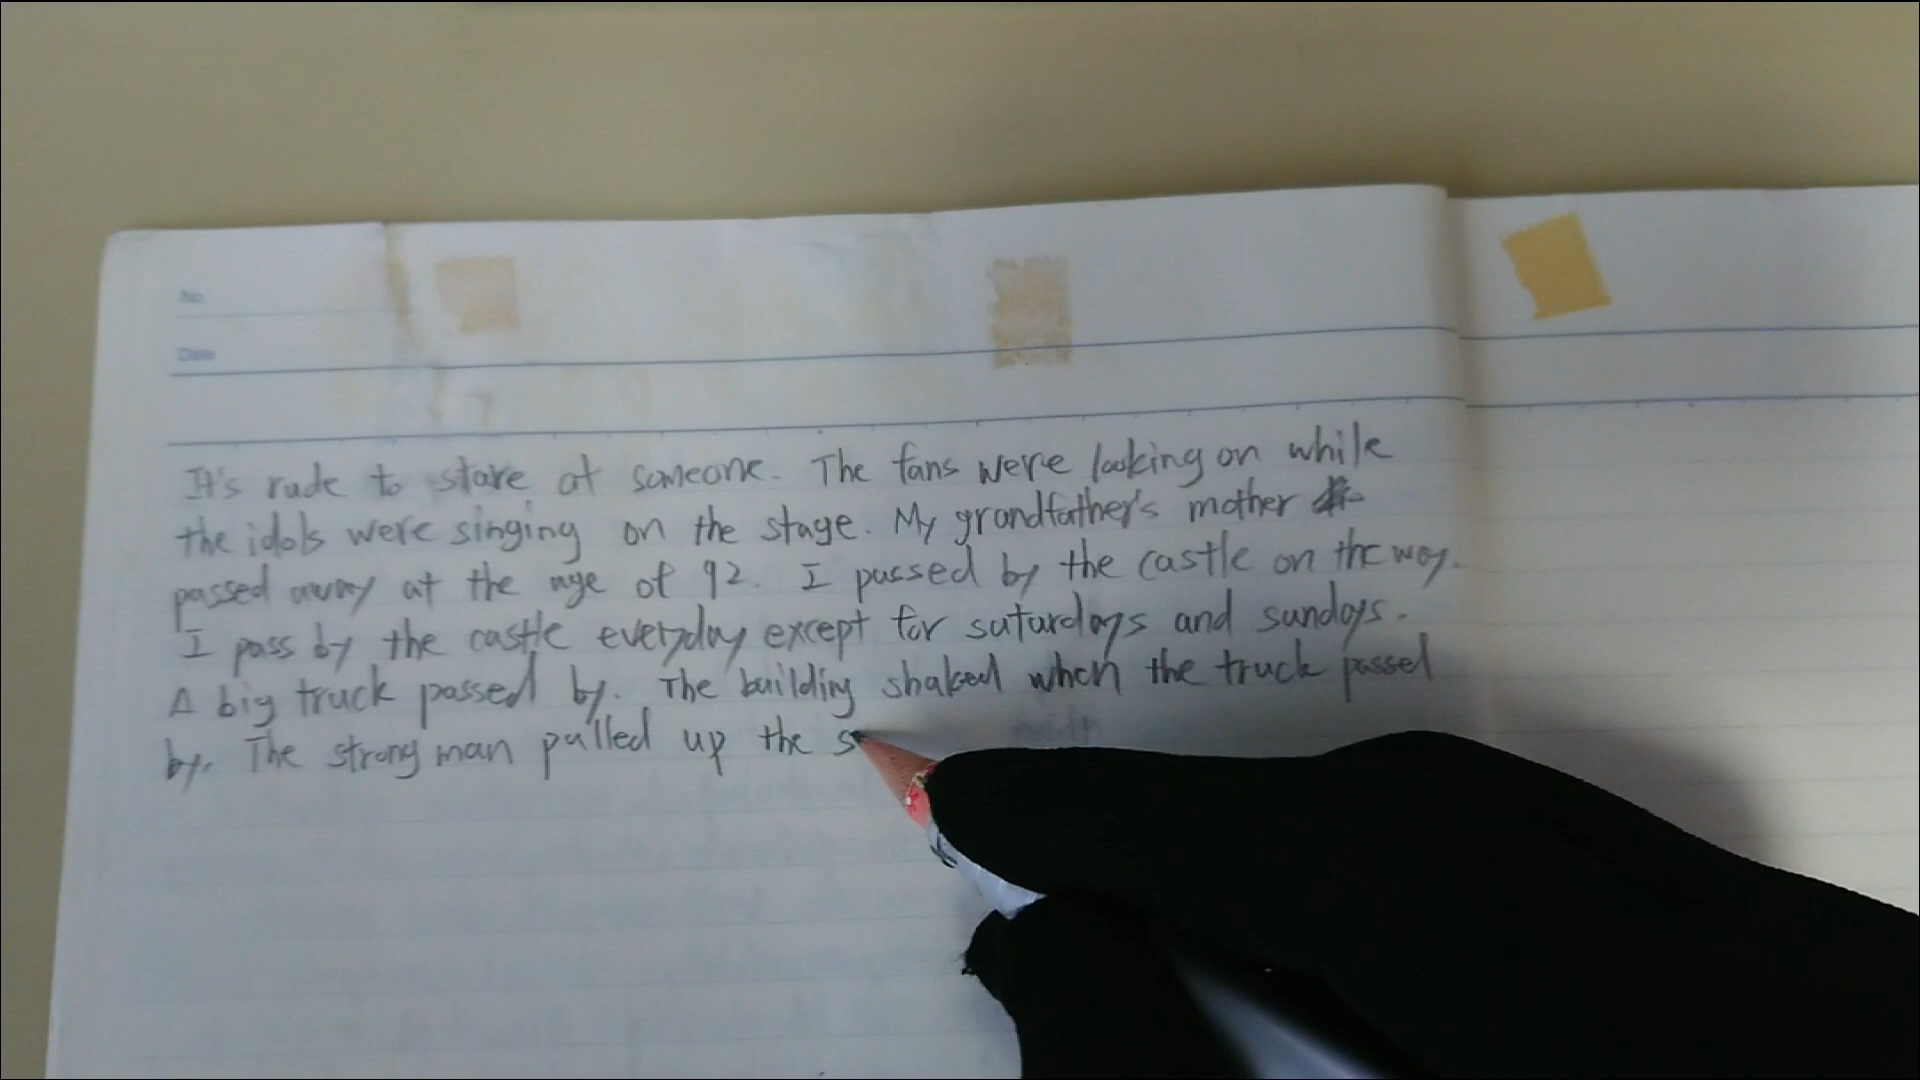 No
Date
It's rude to stare at someone. The fans were looking on while
the idols were singing on the stage. My grandfather's mother
passed away at the age of 92. I passed by the castle on the way.
I pass by the castle everyday except for saturdays and sundays.
A big truck passed by. The building shaked when the truck passed
by. The strong man pulled up the s